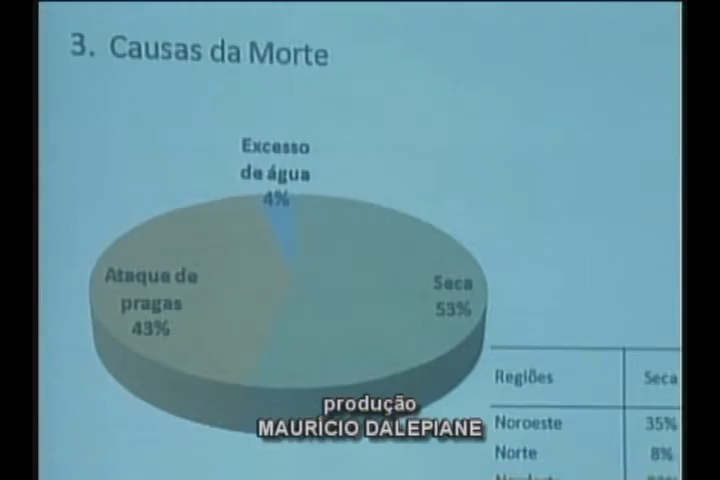 3. Causas da Morte
Excesso
de água
4%
Ataque de
pragas
43%
Seca
53%
Regiões Seca
Noroeste 35%
Norte 8%
produção
MAURÍCIO DALEPIANE